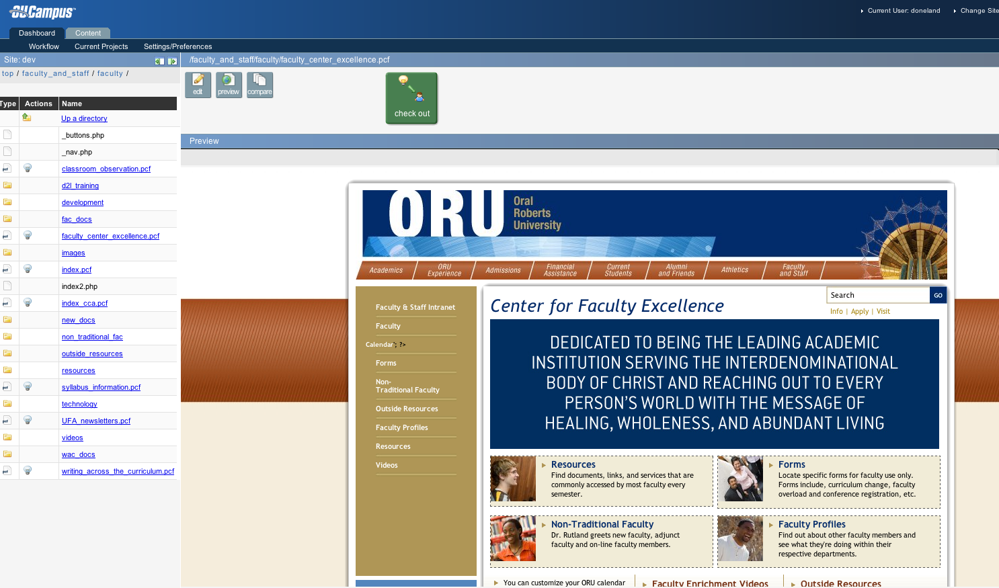 OUCampus™
Current User: doneland
Change Site
Dashboard
Content
Workflow
Current Projects
Settings/Preferences
Site: dev
/faculty_and_staff/faculty/faculty_center_excellence.pcf
top / faculty_and_staff / faculty /
edit
preview
compare
check out
Type Actions Name
Up a directory
_buttons.php
_nav.php
classroom_observation.pcf
d2l_training
development
fac_docs
faculty_center_excellence.pcf
images
index.pcf
index2.php
index_cca.pcf
new_docs
non_traditional_fac
outside_resources
resources
syllabus_information.pcf
technology
UFA_newsletters.pcf
videos
wac_docs
writing_across_the_curriculum.pcf
Preview
ORU
Oral
Roberts
University
Academics
ORU
Experience
Admissions
Financial
Assistance
Current
Students
Alumni
and Friends
Athletics
Faculty
and Staff
Faculty & Staff Intranet
Faculty
Calendar'; ?>
Forms
Non-
Traditional Faculty
Outside Resources
Faculty Profiles
Resources
Videos
Center for Faculty Excellence
Search
GO
Info | Apply | Visit
DEDICATED TO BEING THE LEADING ACADEMIC
INSTITUTION SERVING THE INTERDENOMINATIONAL
BODY OF CHRIST AND REACHING OUT TO EVERY
PERSON'S WORLD WITH THE MESSAGE OF
HEALING, WHOLENESS, AND ABUNDANT LIVING
Resources
Find documents, links, and services that are
commonly accessed by most faculty every
semester.
Forms
Locate specific forms for faculty use only.
Forms include, curriculum change, faculty
overload and conference registration, etc.
Non-Traditional Faculty
Dr. Rutland greets new faculty, adjunct
faculty and on-line faculty members.
Faculty Profiles
Find out about other faculty members and
see what they're doing within their
respective departments.
You can customize your ORU calendar
Faculty Enrichment Videos
Outside Resources